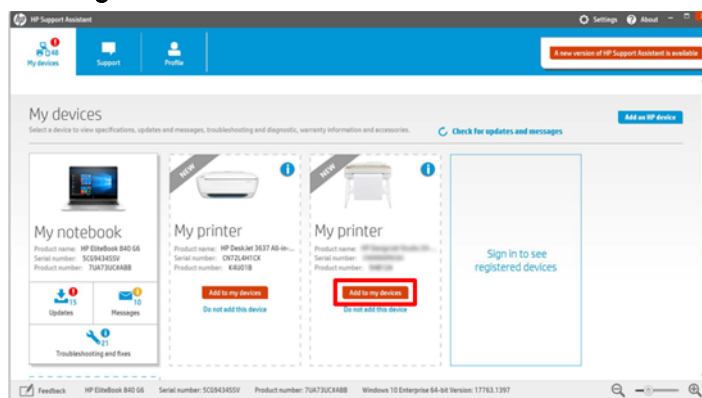 HP Support Assistant
Settings
About
48
My devices
Support
Profile
A new version of HP Support Assistant is available
My devices
Add an HP device
Select a device to view specifications, updates and messages, troubleshooting and diagnostic, warranty information and accessories.
Check for updates and messages
NEW
NEW
My notebook
Product name: HP EliteBook 840 G6
Serial number: 5CG943455V
Product number: 7UA73UC#ABB
15
Updates
10
Messages
21
Troubleshooting and fixes
My printer
Product name: HP DeskJet 3637 All-in-...
Serial number: CN7ZL4H1CX
Product number: K4U01B
Add to my devices
Do not add this device
My printer
Product name:
Serial number:
Product number:
Add to my devices
Do not add this device
Sign in to see
registered devices
Feedback
HP EliteBook 840 G6 Serial number: 5CG943455V Product number: 7UA73UC#ABB Windows 10 Enterprise 64-bit Version: 17763.1397